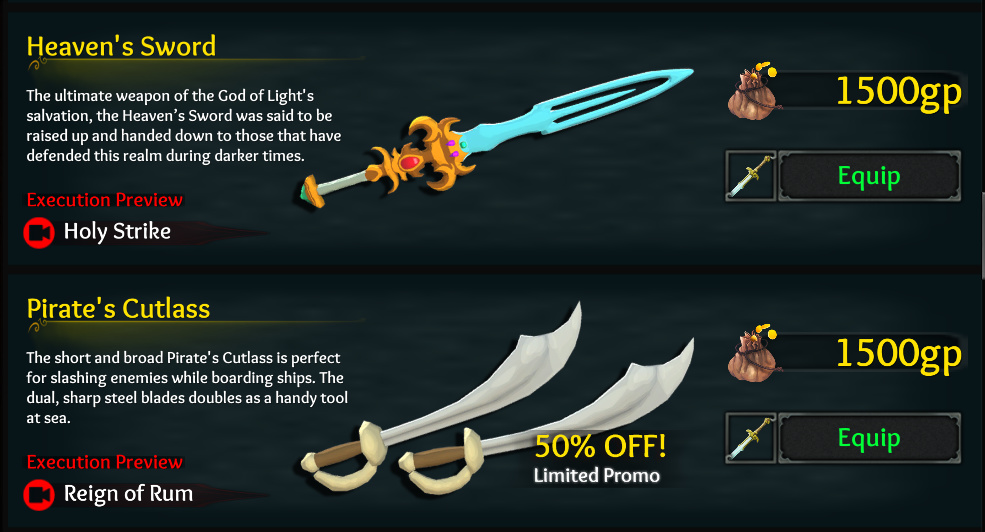 Heaven's Sword
The ultimate weapon of the God of Light's
salvation, the Heaven's Sword was said to be
raised up and handed down to those that have
defended this realm during darker times.
Execution Preview
Holy Strike
1500gp
Equip
Pirate's Cutlass
The short and broad Pirate's Cutlass is perfect
for slashing enemies while boarding ships. The
dual, sharp steel blades doubles as a handy tool
at sea.
Execution Preview
Reign of Rum
50% OFF!
Limited Promo
1500gp
Equip